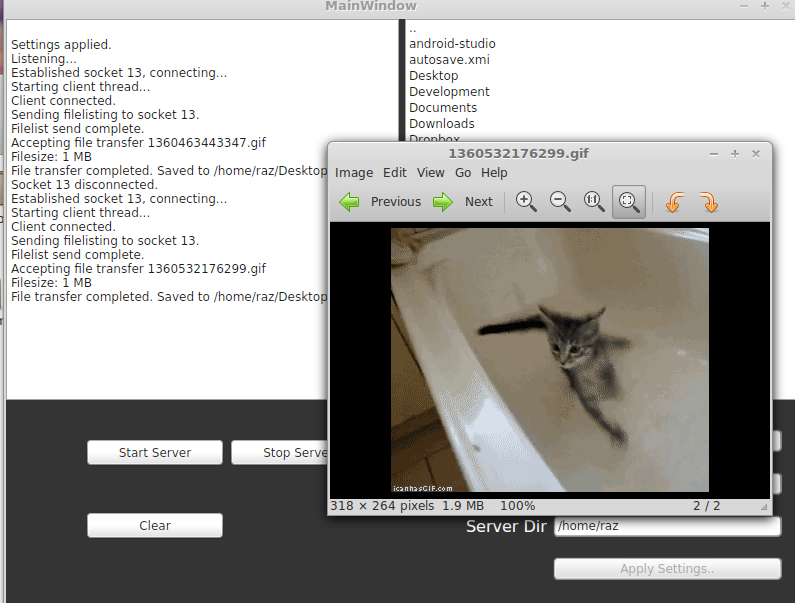 MainWindow
Settings applied.
Listening...
Established socket 13, connecting...
Starting client thread...
Client connected.
Sending filelisting to socket 13.
Filelist send complete.
Accepting file transfer 1360463443347.gif
Filesize: 1 MB
File transfer completed. Saved to /home/raz/Desktop
Socket 13 disconnected.
Established socket 13, connecting...
Starting client thread...
Client connected.
Sending filelisting to socket 13.
Filelist send complete.
Accepting file transfer 1360532176299.gif
Filesize: 1 MB
File transfer completed. Saved to /home/raz/Desktop
..
android-studio
autosave.xmi
Desktop
Development
Documents
Downloads
Dropbox
1360532176299.gif
Image Edit View Go Help
Previous Next
icanhasGIF.com
318 × 264 pixels 1.9 MB 100% 2 / 2
Start Server
Stop Serve
Clear
Server Dir /home/raz
Apply Settings..